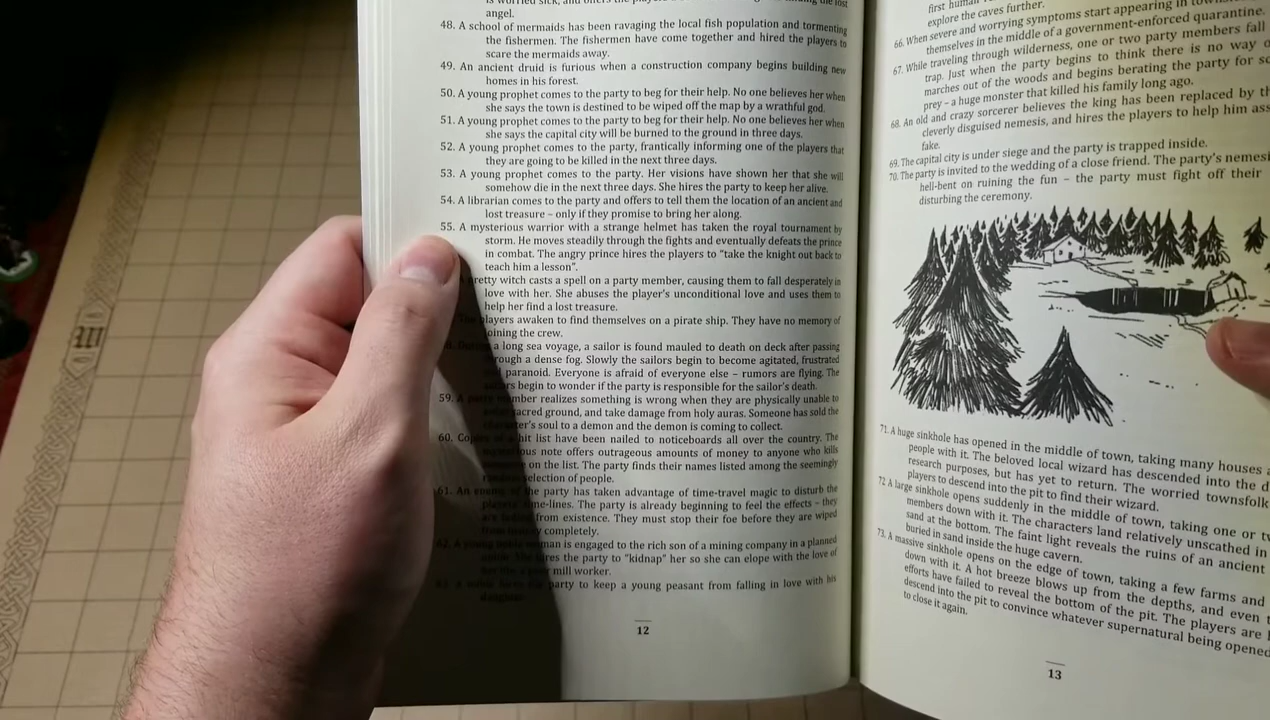 angel.
48. A school of mermaids has been ravaging the local fish population and tormenting
the fishermen. The fishermen have come together and hired the players to
scare the mermaids away.
49. An ancient druid is furious when a construction company begins building new
homes in his forest.
50. A young prophet comes to the party to beg for their help. No one believes her when
she says the town is destined to be wiped off the map by a wrathful god.
51. A young prophet comes to the party to beg for their help. No one believes her when
she says the capital city will be burned to the ground in three days.
52. A young prophet comes to the party, frantically informing one of the players that
they are going to be killed in the next three days.
53. A young prophet comes to the party. Her visions have shown her that she will
somehow die in the next three days. She hires the party to keep her alive.
54. A librarian comes to the party and offers to tell them the location of an ancient and
lost treasure – only if they promise to bring her along.
55. A mysterious warrior with a strange helmet has taken the royal tournament by
storm. He moves steadily through the fights and eventually defeats the prince
in combat. The angry prince hires the players to "take the knight out back to
teach him a lesson".
pretty witch casts a spell on a party member, causing them to fall desperately in
love with her. She abuses the player's unconditional love and uses them to
help her find a lost treasure.
players awaken to find themselves on a pirate ship. They have no memory of
joining the crew.
a long sea voyage, a sailor is found mauled to death on deck after passing
through a dense fog. Slowly the sailors begin to become agitated, frustrated
paranoid. Everyone is afraid of everyone else – rumors are flying. The
begin to wonder if the party is responsible for the sailor's death.
59. A party member realizes something is wrong when they are physically unable to
sacred ground, and take damage from holy auras. Someone has sold the
character's soul to a demon and the demon is coming to collect.
60. Copies of a hit list have been nailed to noticeboards all over the country. The
note offers outrageous amounts of money to anyone who kills
on the list. The party finds their names listed among the seemingly
random selection of people.
61. An enemy of the party has taken advantage of time-travel magic to disturb the
time-lines. The party is already beginning to feel the effects – they
from existence. They must stop their foe before they are wiped
completely.
62. A young noble woman is engaged to the rich son of a mining company in a planned
hires the party to "kidnap" her so she can elope with the love of
mill worker.
party to keep a young peasant from falling in love with his
daughter.
12
first human
explore the caves further.
66. When severe and worrying symptoms start appearing in
themselves in the middle of a government-enforced quarantine.
67. While traveling through wilderness, one or two party members fall
trap. Just when the party begins to think there is no way
marches out of the woods and begins berating the party for
prey – a huge monster that killed his family long ago.
68. An old and crazy sorcerer believes the king has been replaced by
cleverly disguised nemesis, and hires the players to help him
fake.
69. The capital city is under siege and the party is trapped inside.
70. The party is invited to the wedding of a close friend. The party's
hell-bent on ruining the fun – the party must fight off their
disturbing the ceremony.
71. A huge sinkhole has opened in the middle of town, taking many houses
people with it. The beloved local wizard has descended into the
research purposes, but has yet to return. The worried
players to descend into the pit to find their wizard.
72 A large sinkhole opens suddenly in the middle of town, taking one or
members down with it. The characters land relatively unscathed in
sand at the bottom. The faint light reveals the ruins of an ancient
buried in sand inside the huge cavern.
73. A massive sinkhole opens on the edge of town, taking a few farms and
down with it. A hot breeze blows up from the depths, and even
efforts have failed to reveal the bottom of the pit. The players are
descend into the pit to convince whatever supernatural being opened
to close it again.
13